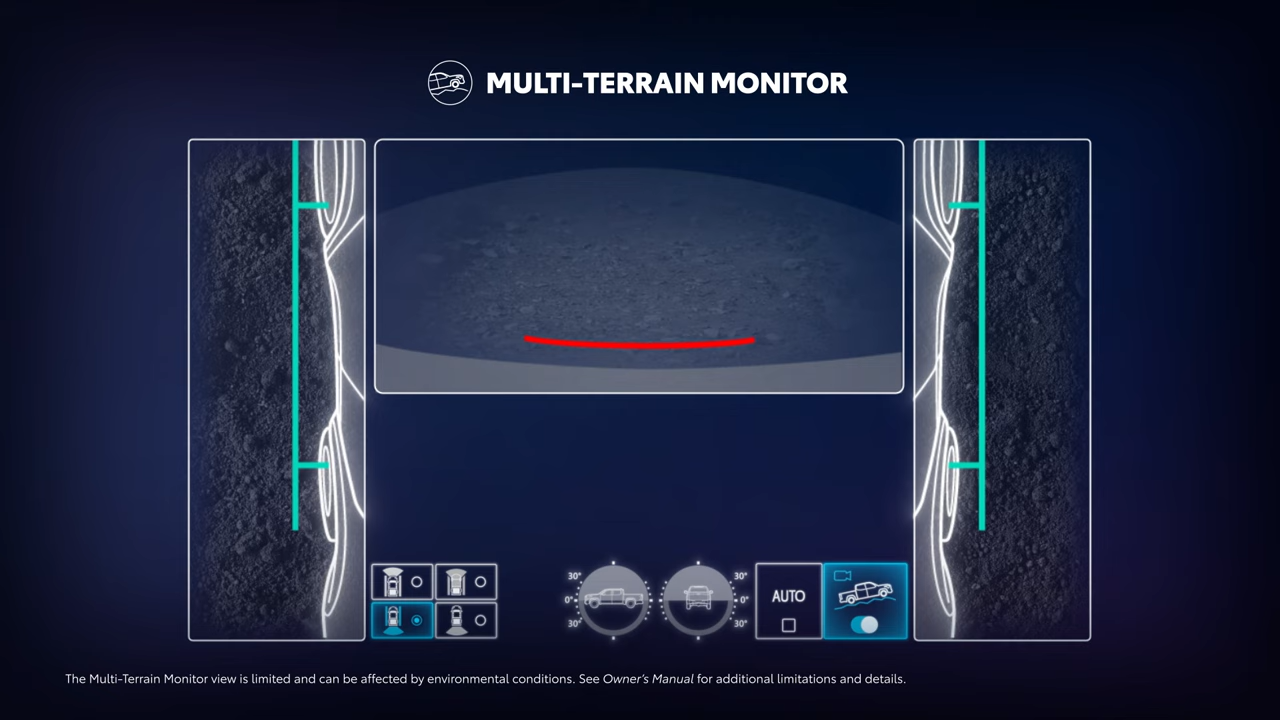 MULTI-TERRAIN MONITOR
30° 30°
0° 0°
30° 30°
AUTO
The Multi-Terrain Monitor view is limited and can be affected by environmental conditions. See Owner's Manual for additional limitations and details.